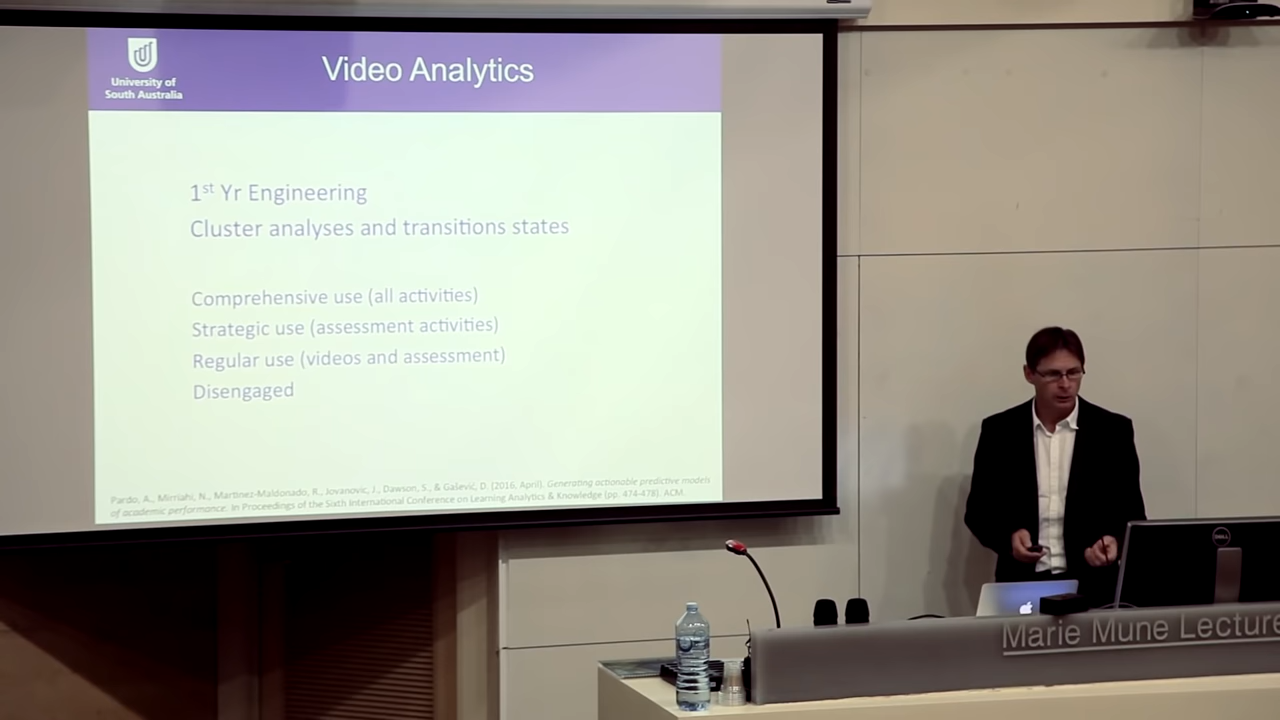 University of
South Australia
Video Analytics
1st Yr Engineering
Cluster analyses and transitions states
Comprehensive use (all activities)
Strategic use (assessment activities)
Regular use (videos and assessment)
Disengaged
Pardo, A., Mirriahi, N., Martinez-Maldonado, R., Jovanovic, J., Dawson, S., & Gašević, D. (2016, April). Generating actionable predictive models
of academic performance. In Proceedings of the Sixth International Conference on Learning Analytics & Knowledge (pp. 474-478). ACM.
DELL
Marie Mune Lecture